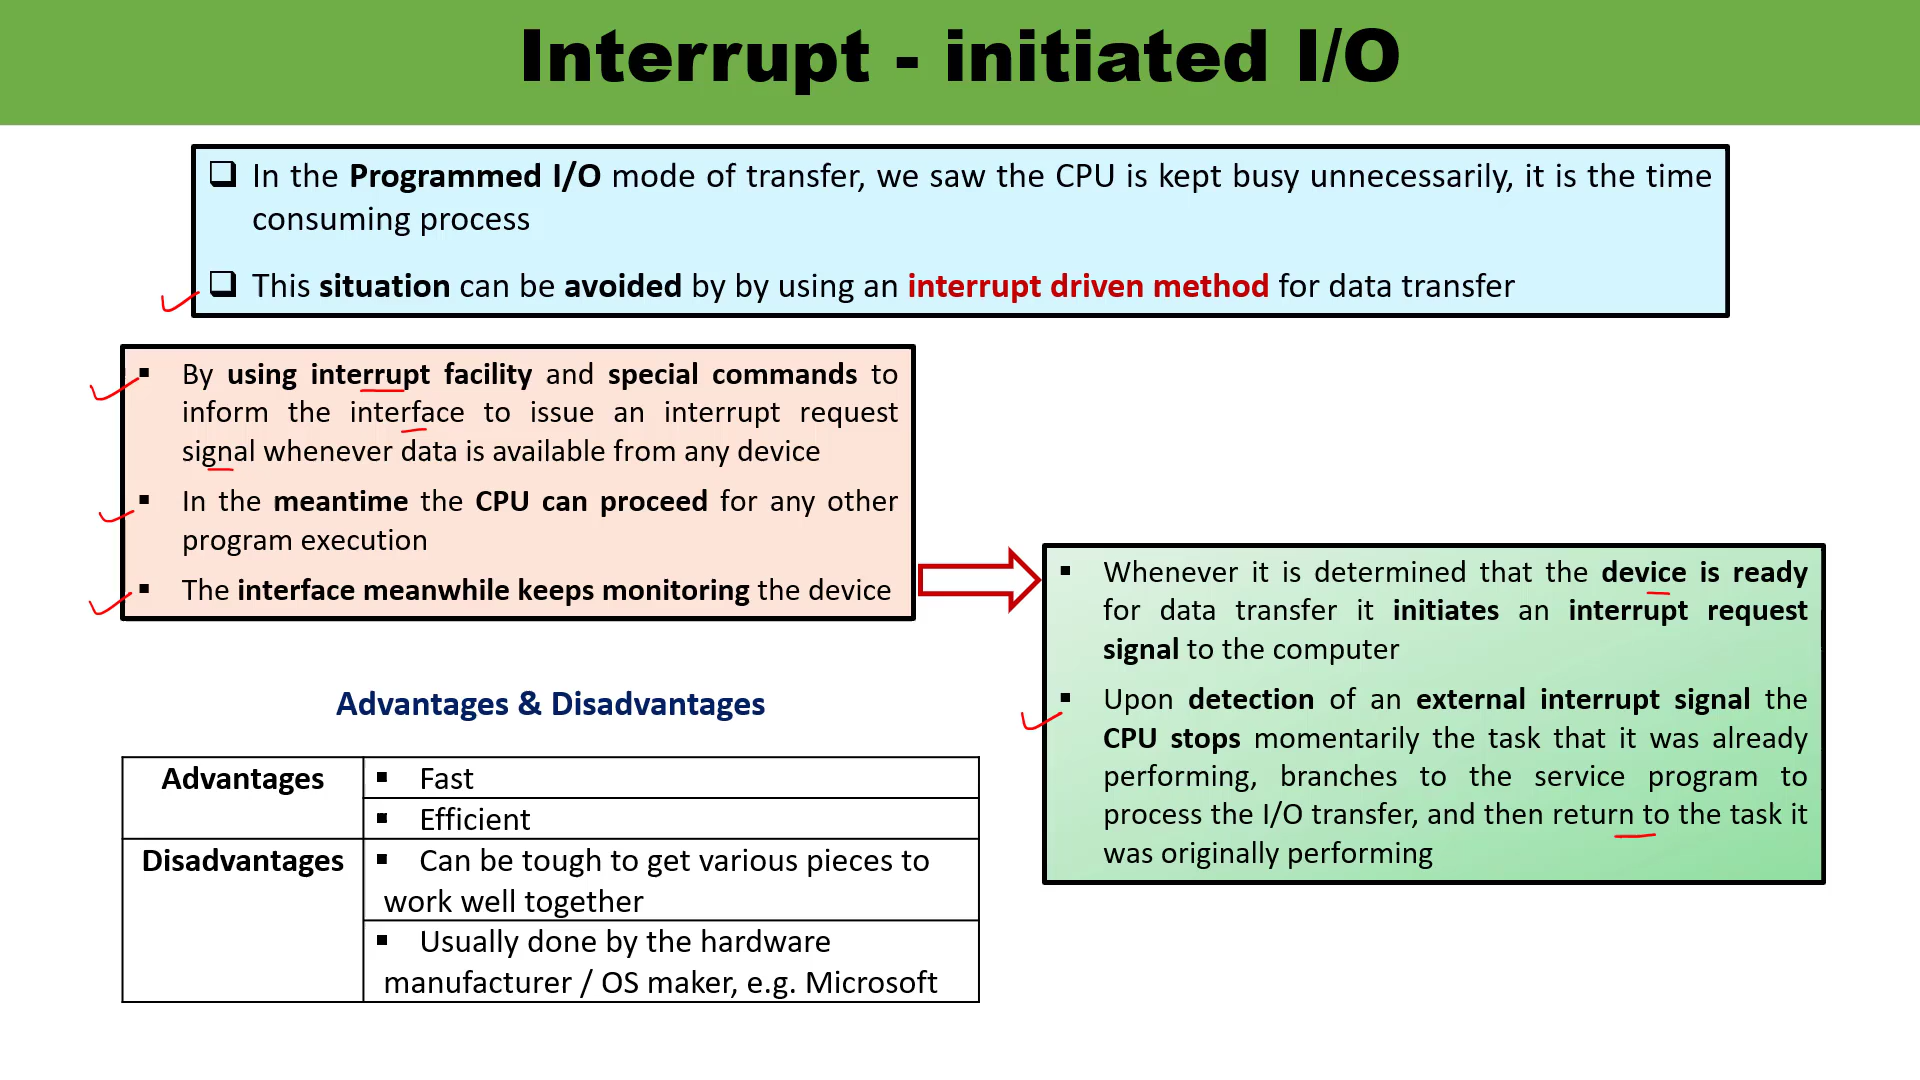 Interrupt - initiated I/O
❑ In the Programmed I/O mode of transfer, we saw the CPU is kept busy unnecessarily, it is the time
consuming process
❑ This situation can be avoided by by using an interrupt driven method for data transfer
▪ By using interrupt facility and special commands to
inform the interface to issue an interrupt request
signal whenever data is available from any device
▪ In the meantime the CPU can proceed for any other
program execution
▪ The interface meanwhile keeps monitoring the device
▪ Whenever it is determined that the device is ready
for data transfer it initiates an interrupt request
signal to the computer
▪ Upon detection of an external interrupt signal the
CPU stops momentarily the task that it was already
performing, branches to the service program to
process the I/O transfer, and then return to the task it
was originally performing
Advantages & Disadvantages
Advantages
▪ Fast
▪ Efficient
Disadvantages
▪ Can be tough to get various pieces to
work well together
▪ Usually done by the hardware
manufacturer / OS maker, e.g. Microsoft